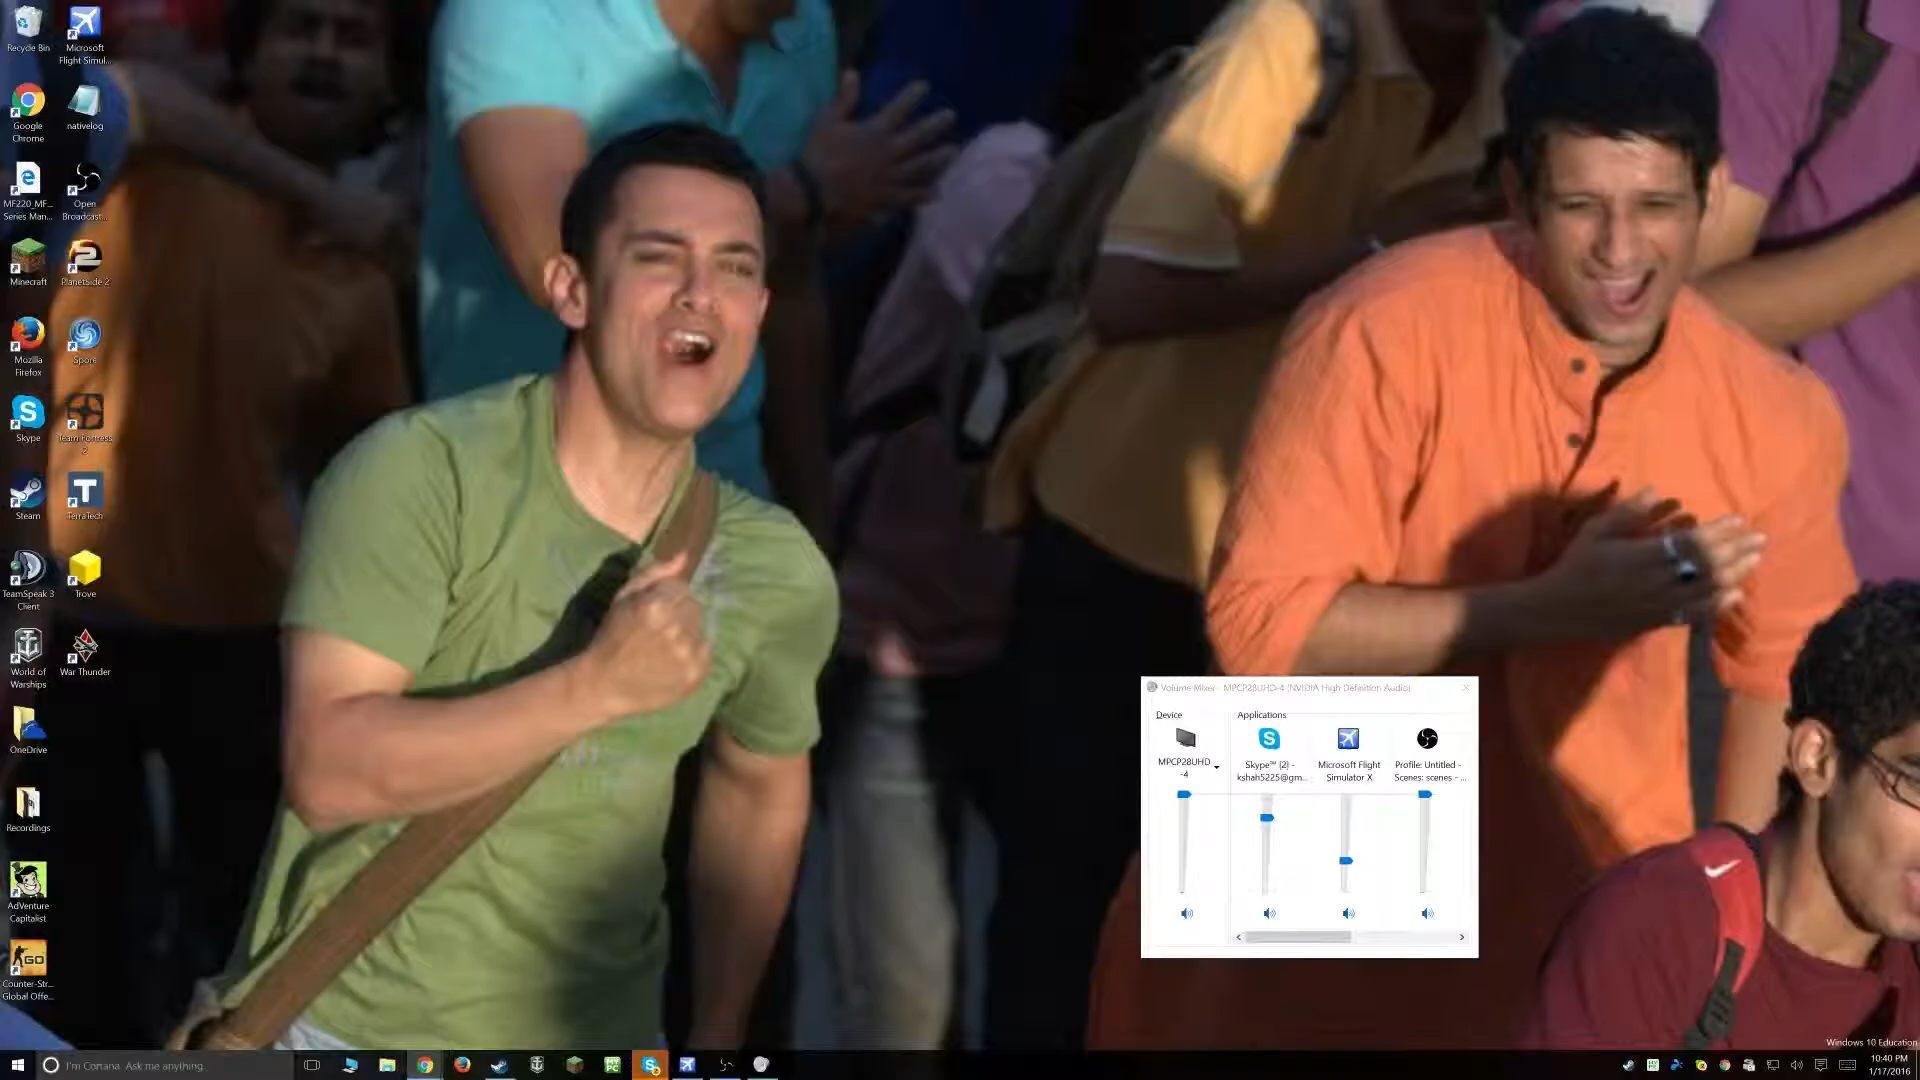 Recycle Bin
Microsoft
Flight Simul...
Google
Chrome
nativelog
MF220_MF...
Series Man...
Open
Broadcast...
Minecraft
PlanetSide 2
Mozilla
Firefox
Spore
Skype
Team Fortress
2
Steam
TerraTech
TeamSpeak 3
Client
Trove
World of
Warships
War Thunder
OneDrive
Recordings
AdVenture
Capitalist
Counter-Str...
Global Offe...
Volume Mixer - MPCP28UHD-4 (NVIDIA High Definition Audio)
Device
Applications
MPCP28UHD
-4
Skype™ (2) -
kshah5225@gm...
Microsoft Flight
Simulator X
Profile: Untitled -
Scenes: scenes - ...
Windows 10 Education
I'm Cortana. Ask me anything.
10:40 PM
1/17/2016